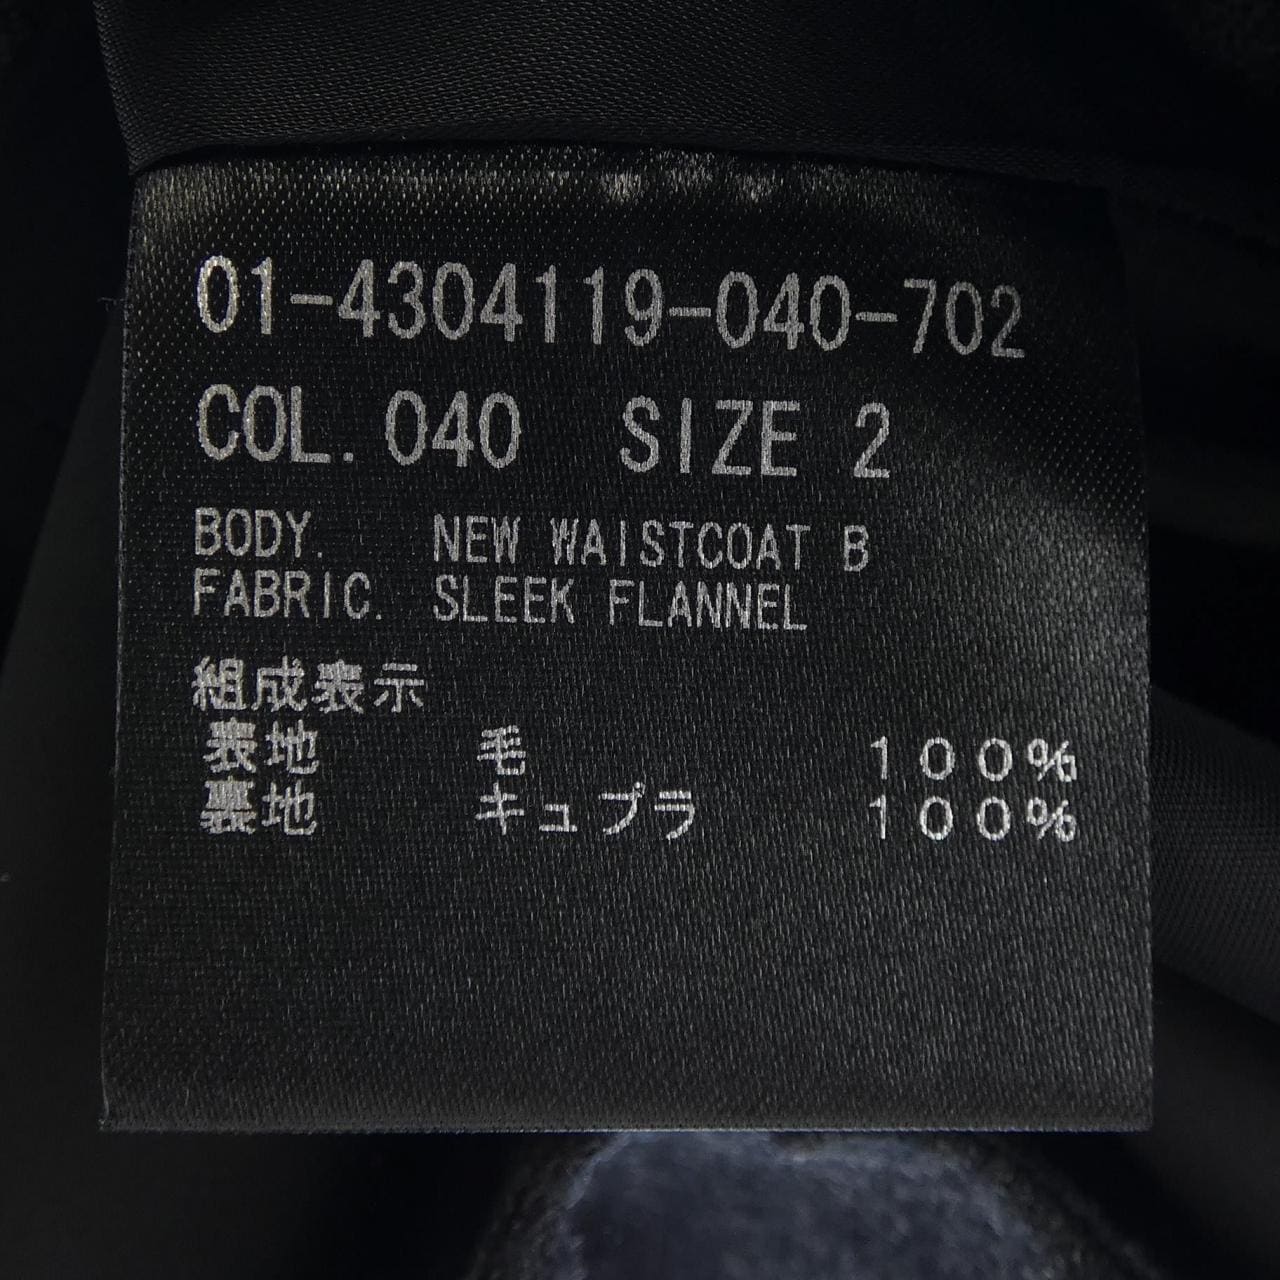 01-4304119-040-702
COL. 040 SIZE 2
BODY. NEW WAISTCOAT B
FABRIC. SLEEK FLANNEL
組成表示
表地 毛 100%
裏地 キュプラ 100%